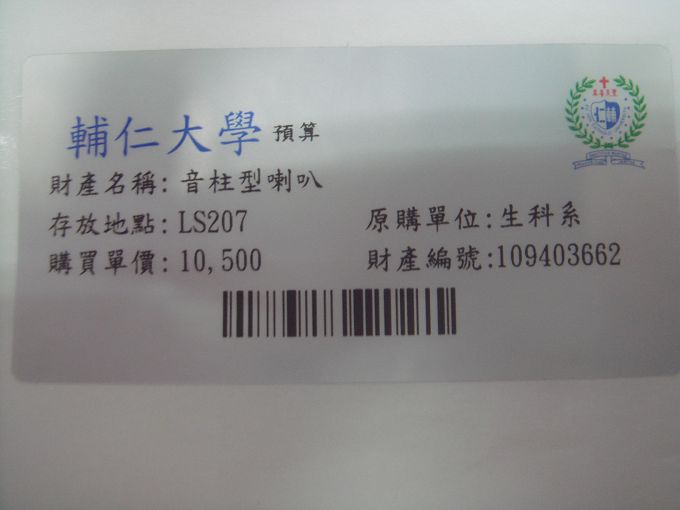 輔仁大學 預算
財產名稱: 音柱型喇叭
存放地點: LS207 原購單位: 生科系
購買單價: 10,500 財產編號:109403662